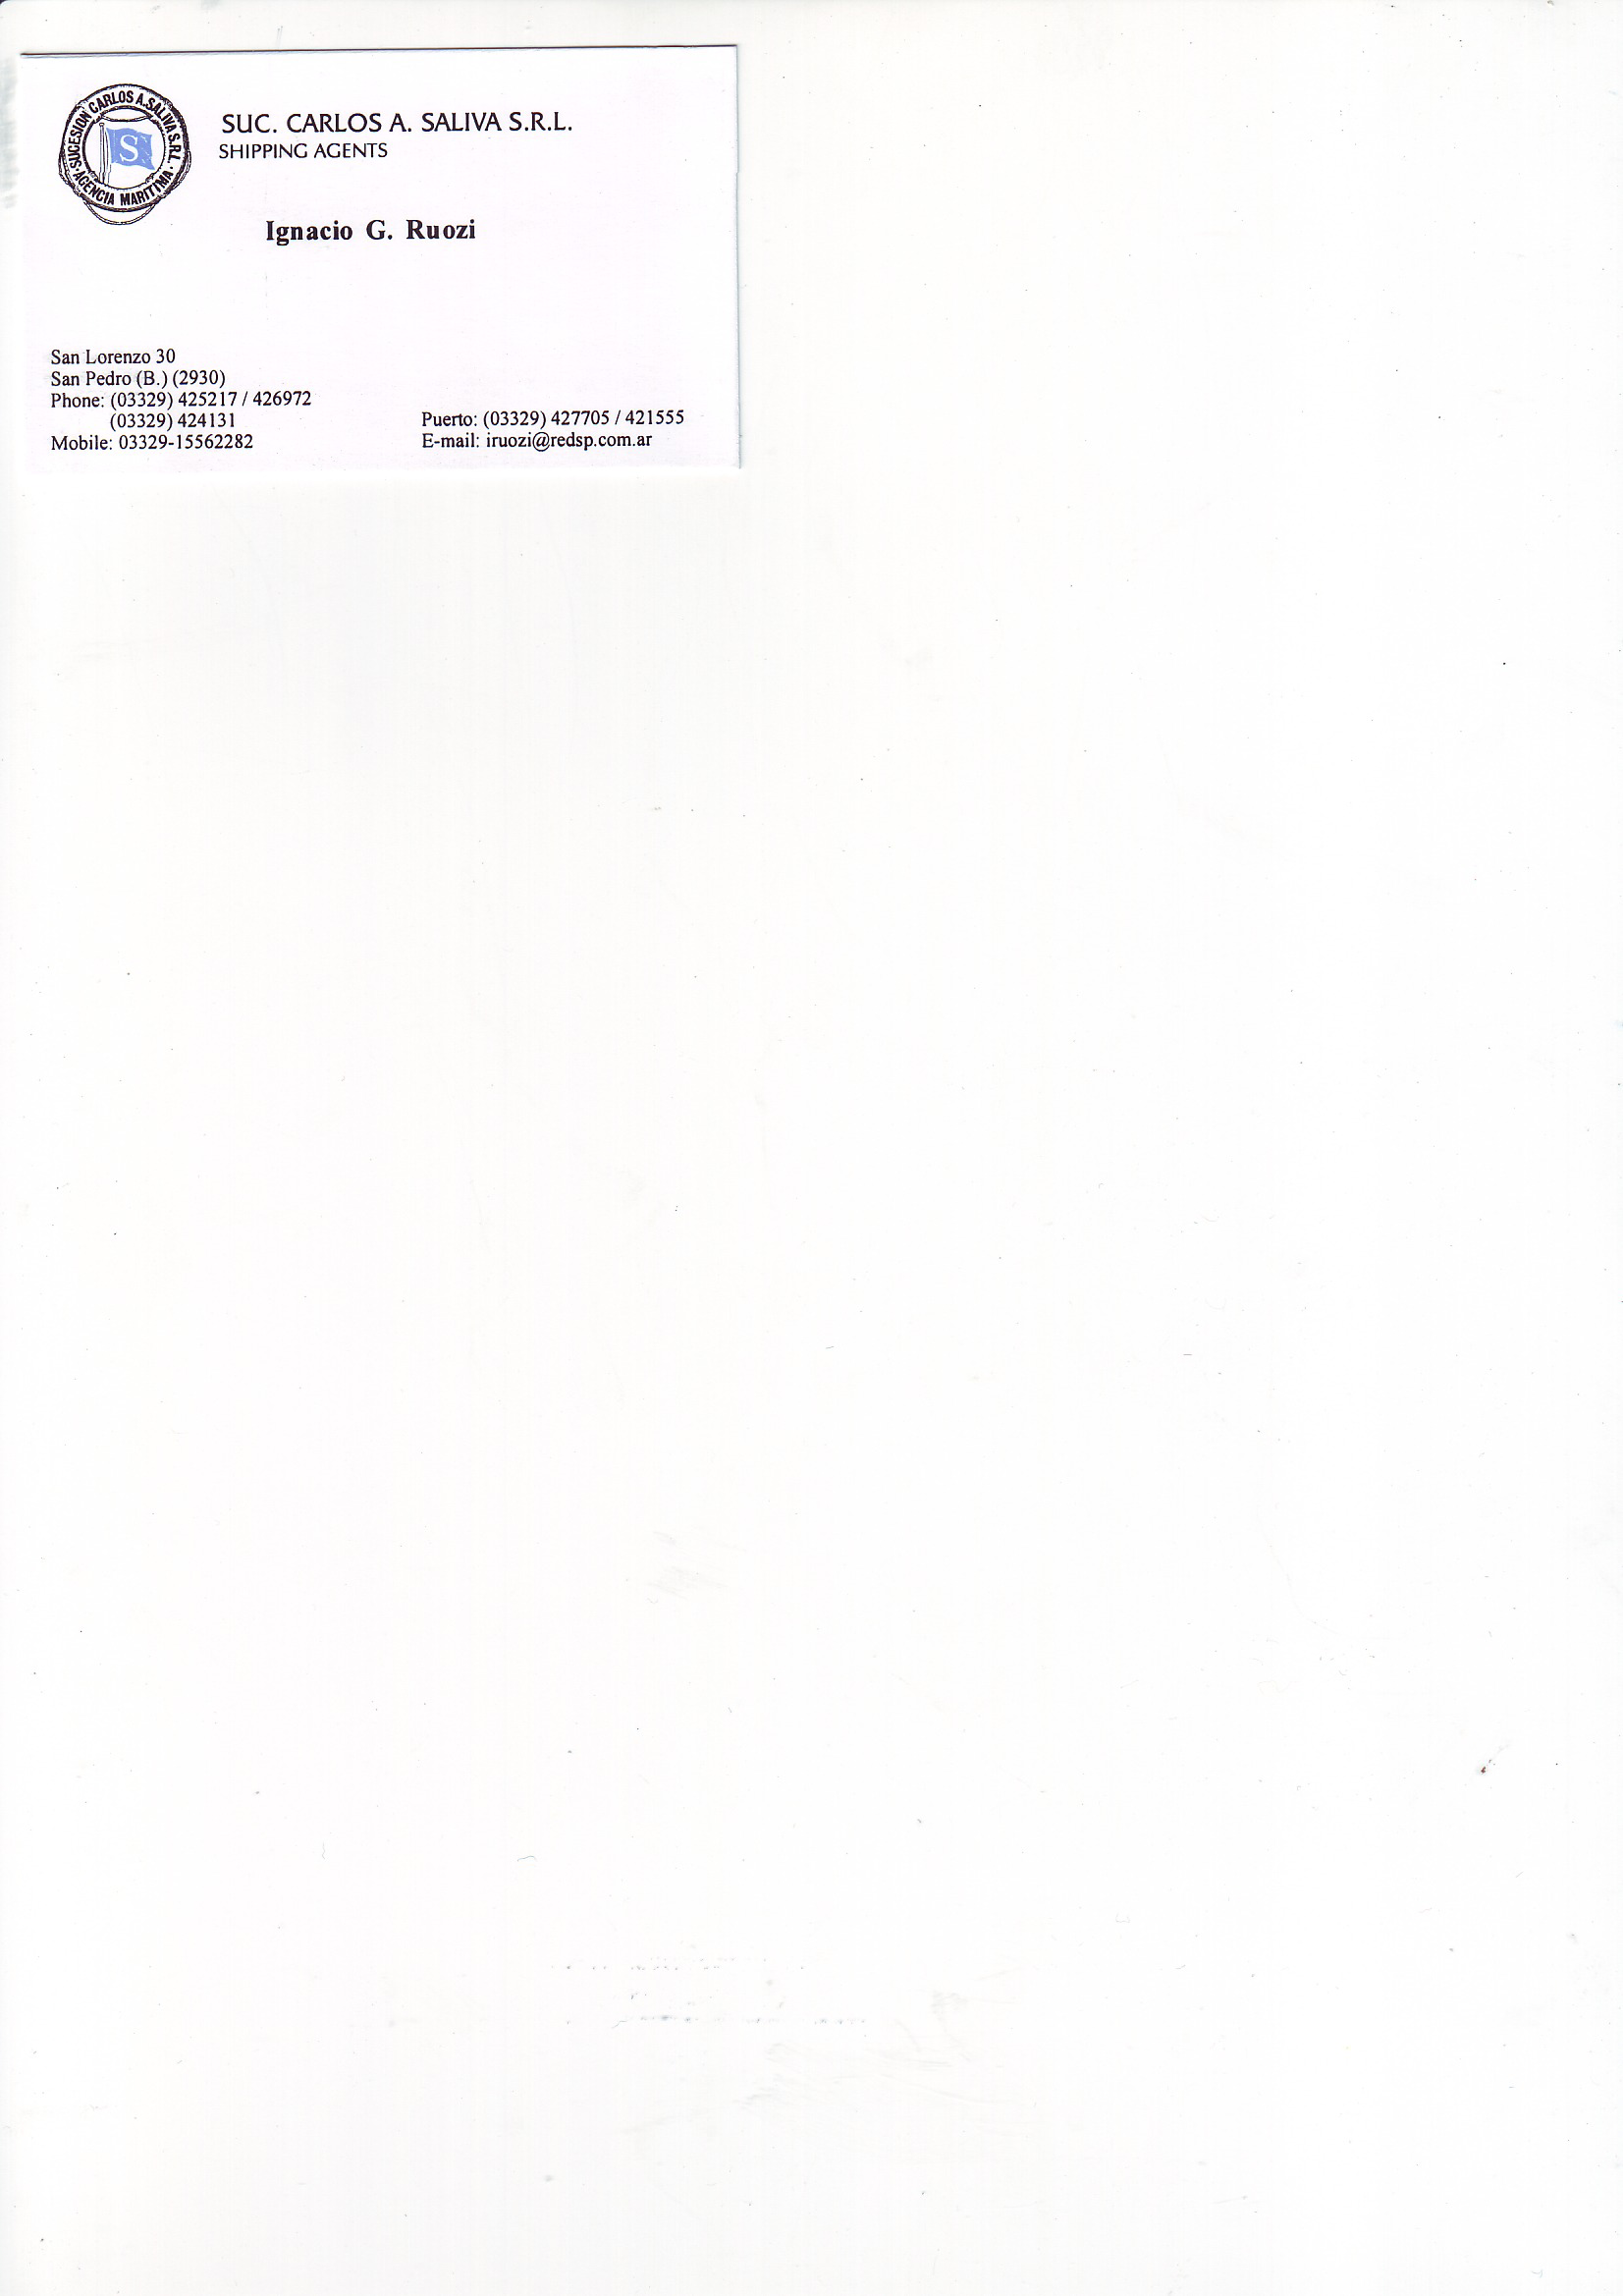 SUCESION CARLOS A. SALIVA S.R.L.
AGENCIA MARITIMA
S
SUC. CARLOS A. SALIVA S.R.L.
SHIPPING AGENTS
Ignacio G. Ruozi
San Lorenzo 30
San Pedro (B.) (2930)
Phone: (03329) 425217 / 426972
(03329) 424131
Mobile: 03329-15562282
Puerto: (03329) 427705 / 421555
E-mail: iruozi@redsp.com.ar